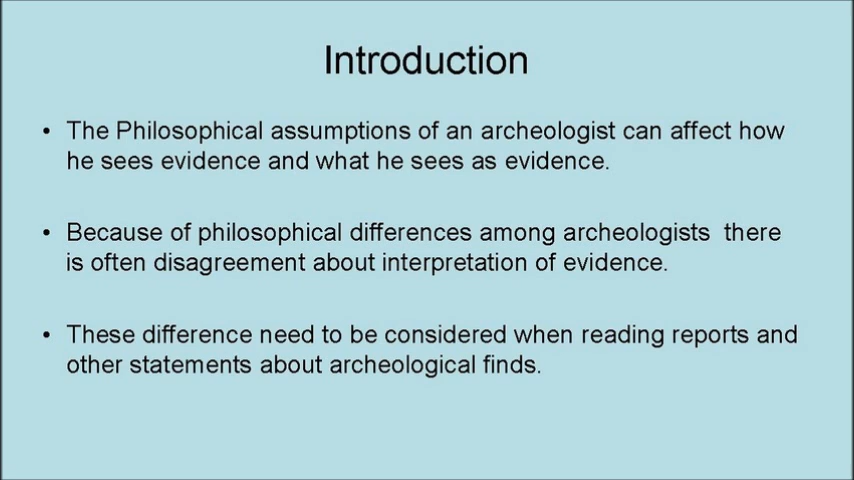 Introduction
• The Philosophical assumptions of an archeologist can affect how
he sees evidence and what he sees as evidence.
• Because of philosophical differences among archeologists  there
is often disagreement about interpretation of evidence.
• These difference need to be considered when reading reports and
other statements about archeological finds.